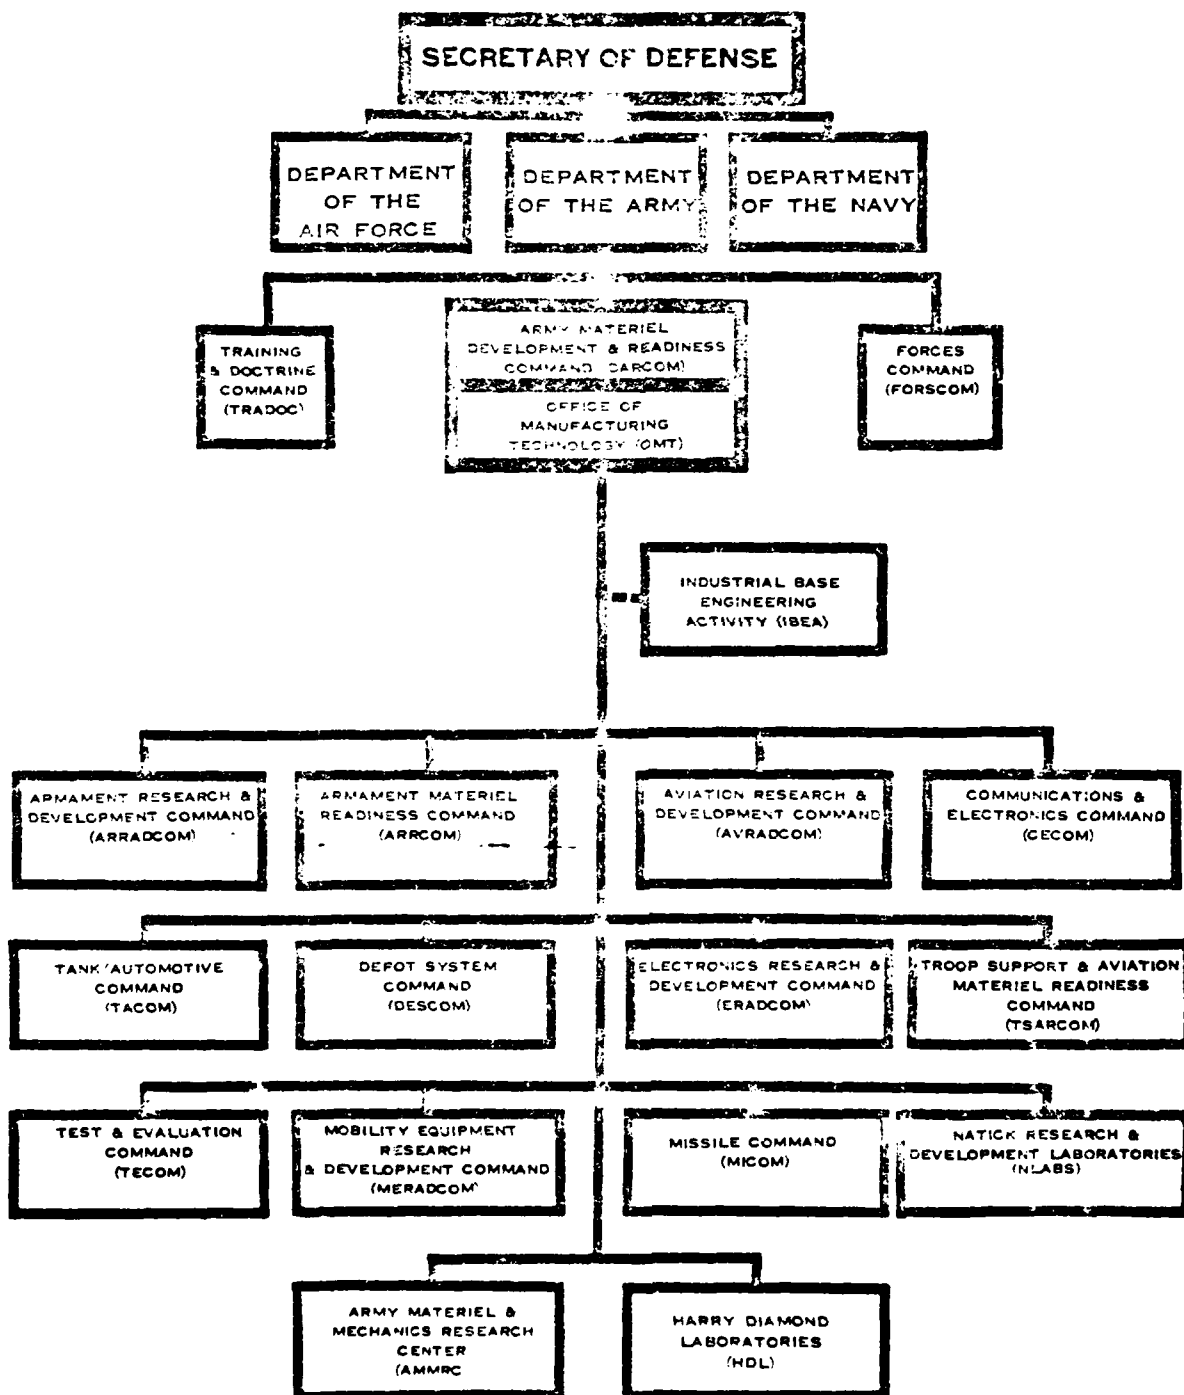 SECRETARY OF DEFENSE
DEPARTMENT
OF THE
AIR FORCE
DEPARTMENT
OF THE ARMY
DEPARTMENT
OF THE NAVY
TRAINING
& DOCTRINE
COMMAND
(TRADOC)
ARMY MATERIEL
DEVELOPMENT & READINESS
COMMAND (DARCOM)
OFFICE OF
MANUFACTURING
TECHNOLOGY (OMT)
FORCES
COMMAND
(FORSCOM)
INDUSTRIAL BASE
ENGINEERING
ACTIVITY (IBEA)
ARMAMENT RESEARCH &
DEVELOPMENT COMMAND
(ARRADCOM)
ARMAMENT MATERIEL
READINESS COMMAND
(ARRCOM)
AVIATION RESEARCH &
DEVELOPMENT COMMAND
(AVRADCOM)
COMMUNICATIONS &
ELECTRONICS COMMAND
(CECOM)
TANK/AUTOMOTIVE
COMMAND
(TACOM)
DEPOT SYSTEM
COMMAND
(DESCOM)
ELECTRONICS RESEARCH &
DEVELOPMENT COMMAND
(ERADCOM)
TROOP SUPPORT & AVIATION
MATERIEL READINESS
COMMAND
(TSARCOM)
TEST & EVALUATION
COMMAND
(TECOM)
MOBILITY EQUIPMENT
RESEARCH
& DEVELOPMENT COMMAND
(MERADCOM)
MISSILE COMMAND
(MICOM)
NATICK RESEARCH &
DEVELOPMENT LABORATORIES
(NLABS)
ARMY MATERIEL &
MECHANICS RESEARCH
CENTER
(AMMRC
HARRY DIAMOND
LABORATORIES
(HDL)